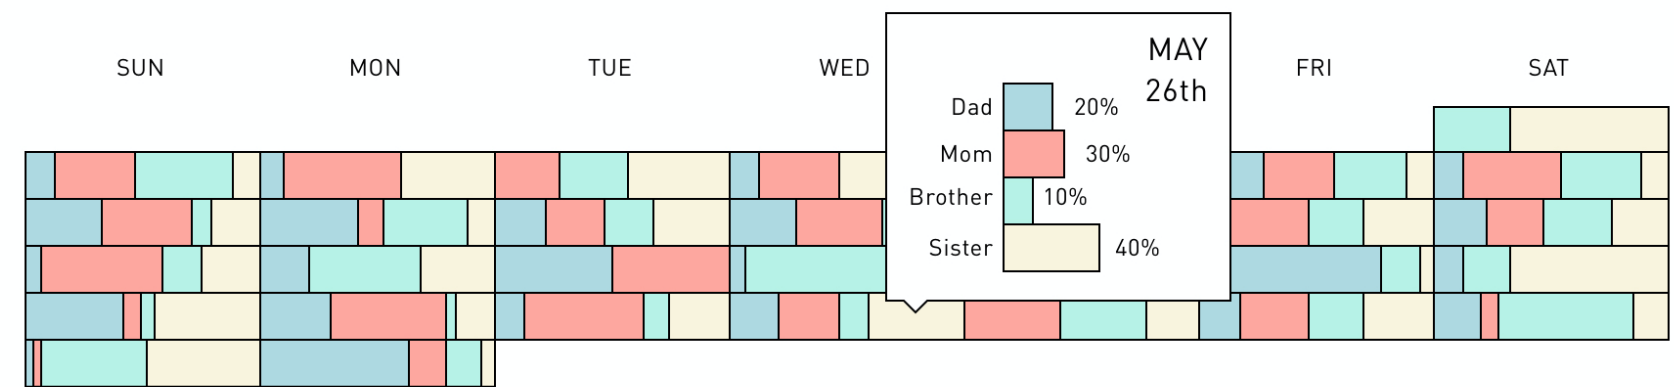 SUN MON TUE WED FRI SAT
MAY
26th
Dad 20%
Mom 30%
Brother 10%
Sister 40%